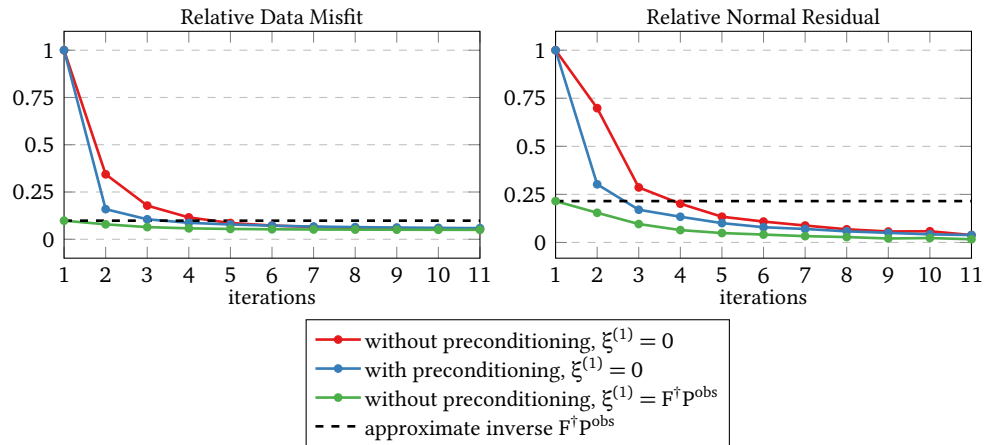 Relative Data Misfit
1
0.75
0.5
0.25
0
1 2 3 4 5 6 7 8 9 10 11
iterations
Relative Normal Residual
1
0.75
0.5
0.25
0
1 2 3 4 5 6 7 8 9 10 11
iterations
without preconditioning, ξ⁽¹⁾ = 0
with preconditioning, ξ⁽¹⁾ = 0
without preconditioning, ξ⁽¹⁾ = F†Pᵒᵇˢ
approximate inverse F†Pᵒᵇˢ